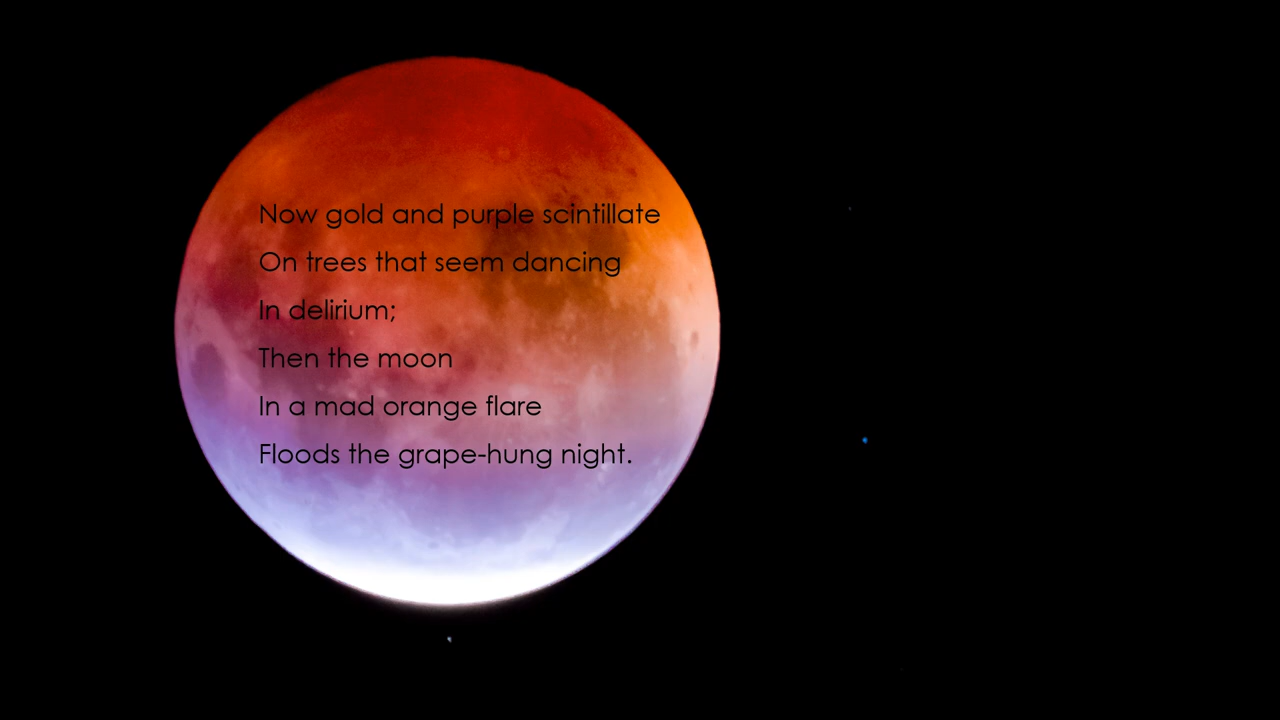 Now gold and purple scintillate
On trees that seem dancing
In delirium;
Then the moon
In a mad orange flare
Floods the grape-hung night.